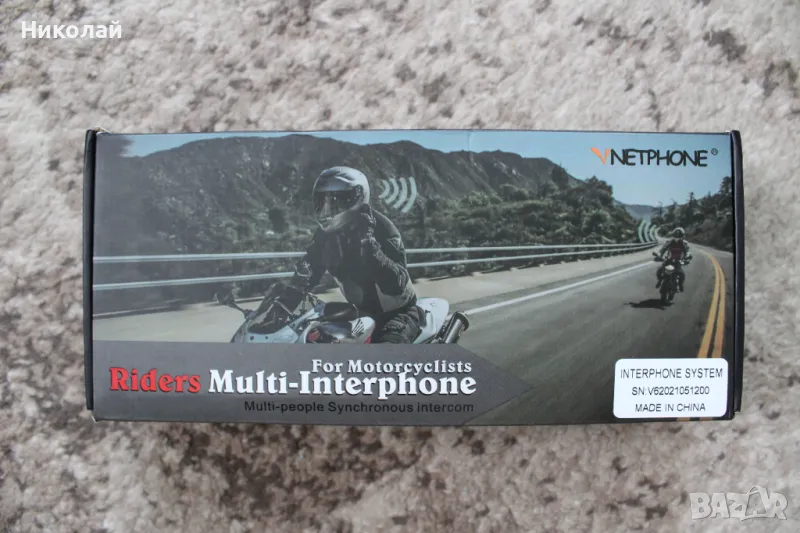 Николай
VNETPHONE®
For Motorcyclists
Riders Multi-Interphone
Multi-people Synchronous intercom
INTERPHONE SYSTEM
SN:V62021051200
MADE IN CHINA
BAZAR